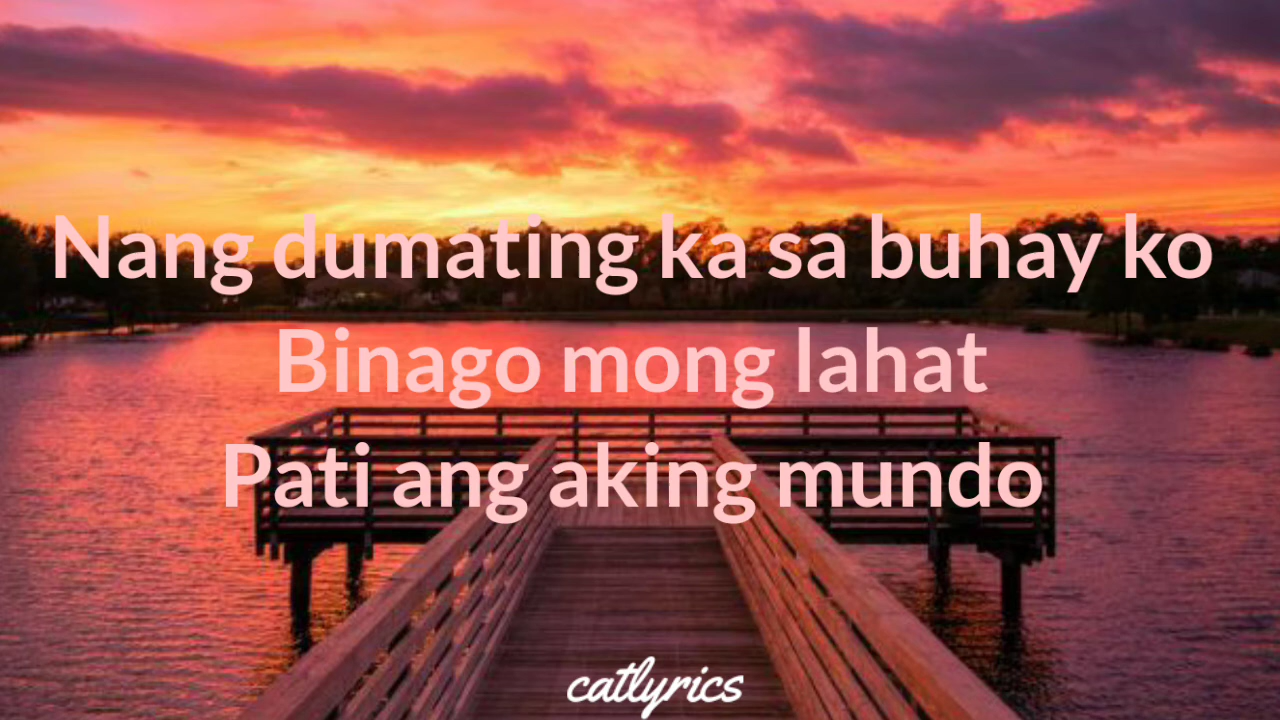 Nang dumating ka sa buhay ko
Binago mong lahat
Pati ang aking mundo
catlyrics